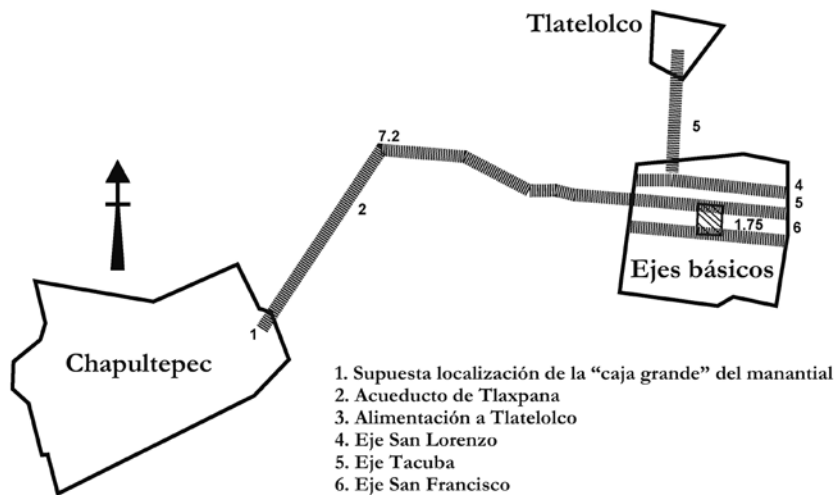 Tlatelolco
7.2
5
2
4
5
1.75
6
Ejes básicos
1
Chapultepec
1. Supuesta localización de la “caja grande” del manantial
2. Acueducto de Tlaxpana
3. Alimentación a Tlatelolco
4. Eje San Lorenzo
5. Eje Tacuba
6. Eje San Francisco